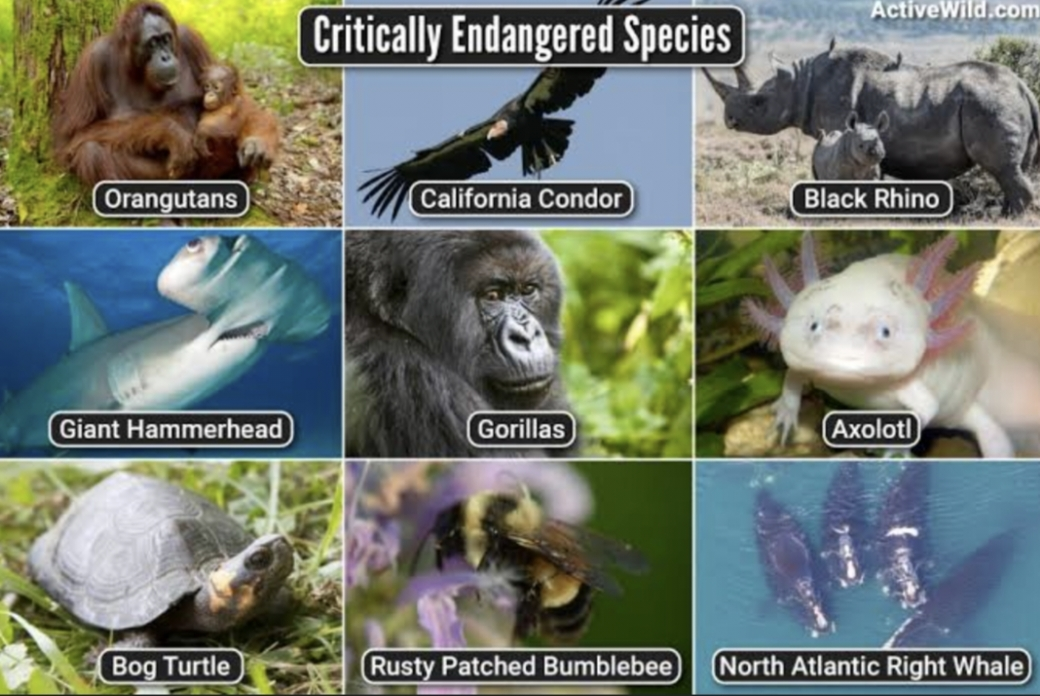 ActiveWild.com
Critically Endangered Species
Orangutans
California Condor
Black Rhino
Giant Hammerhead
Gorillas
Axolotl
Bog Turtle
Rusty Patched Bumblebee
North Atlantic Right Whale